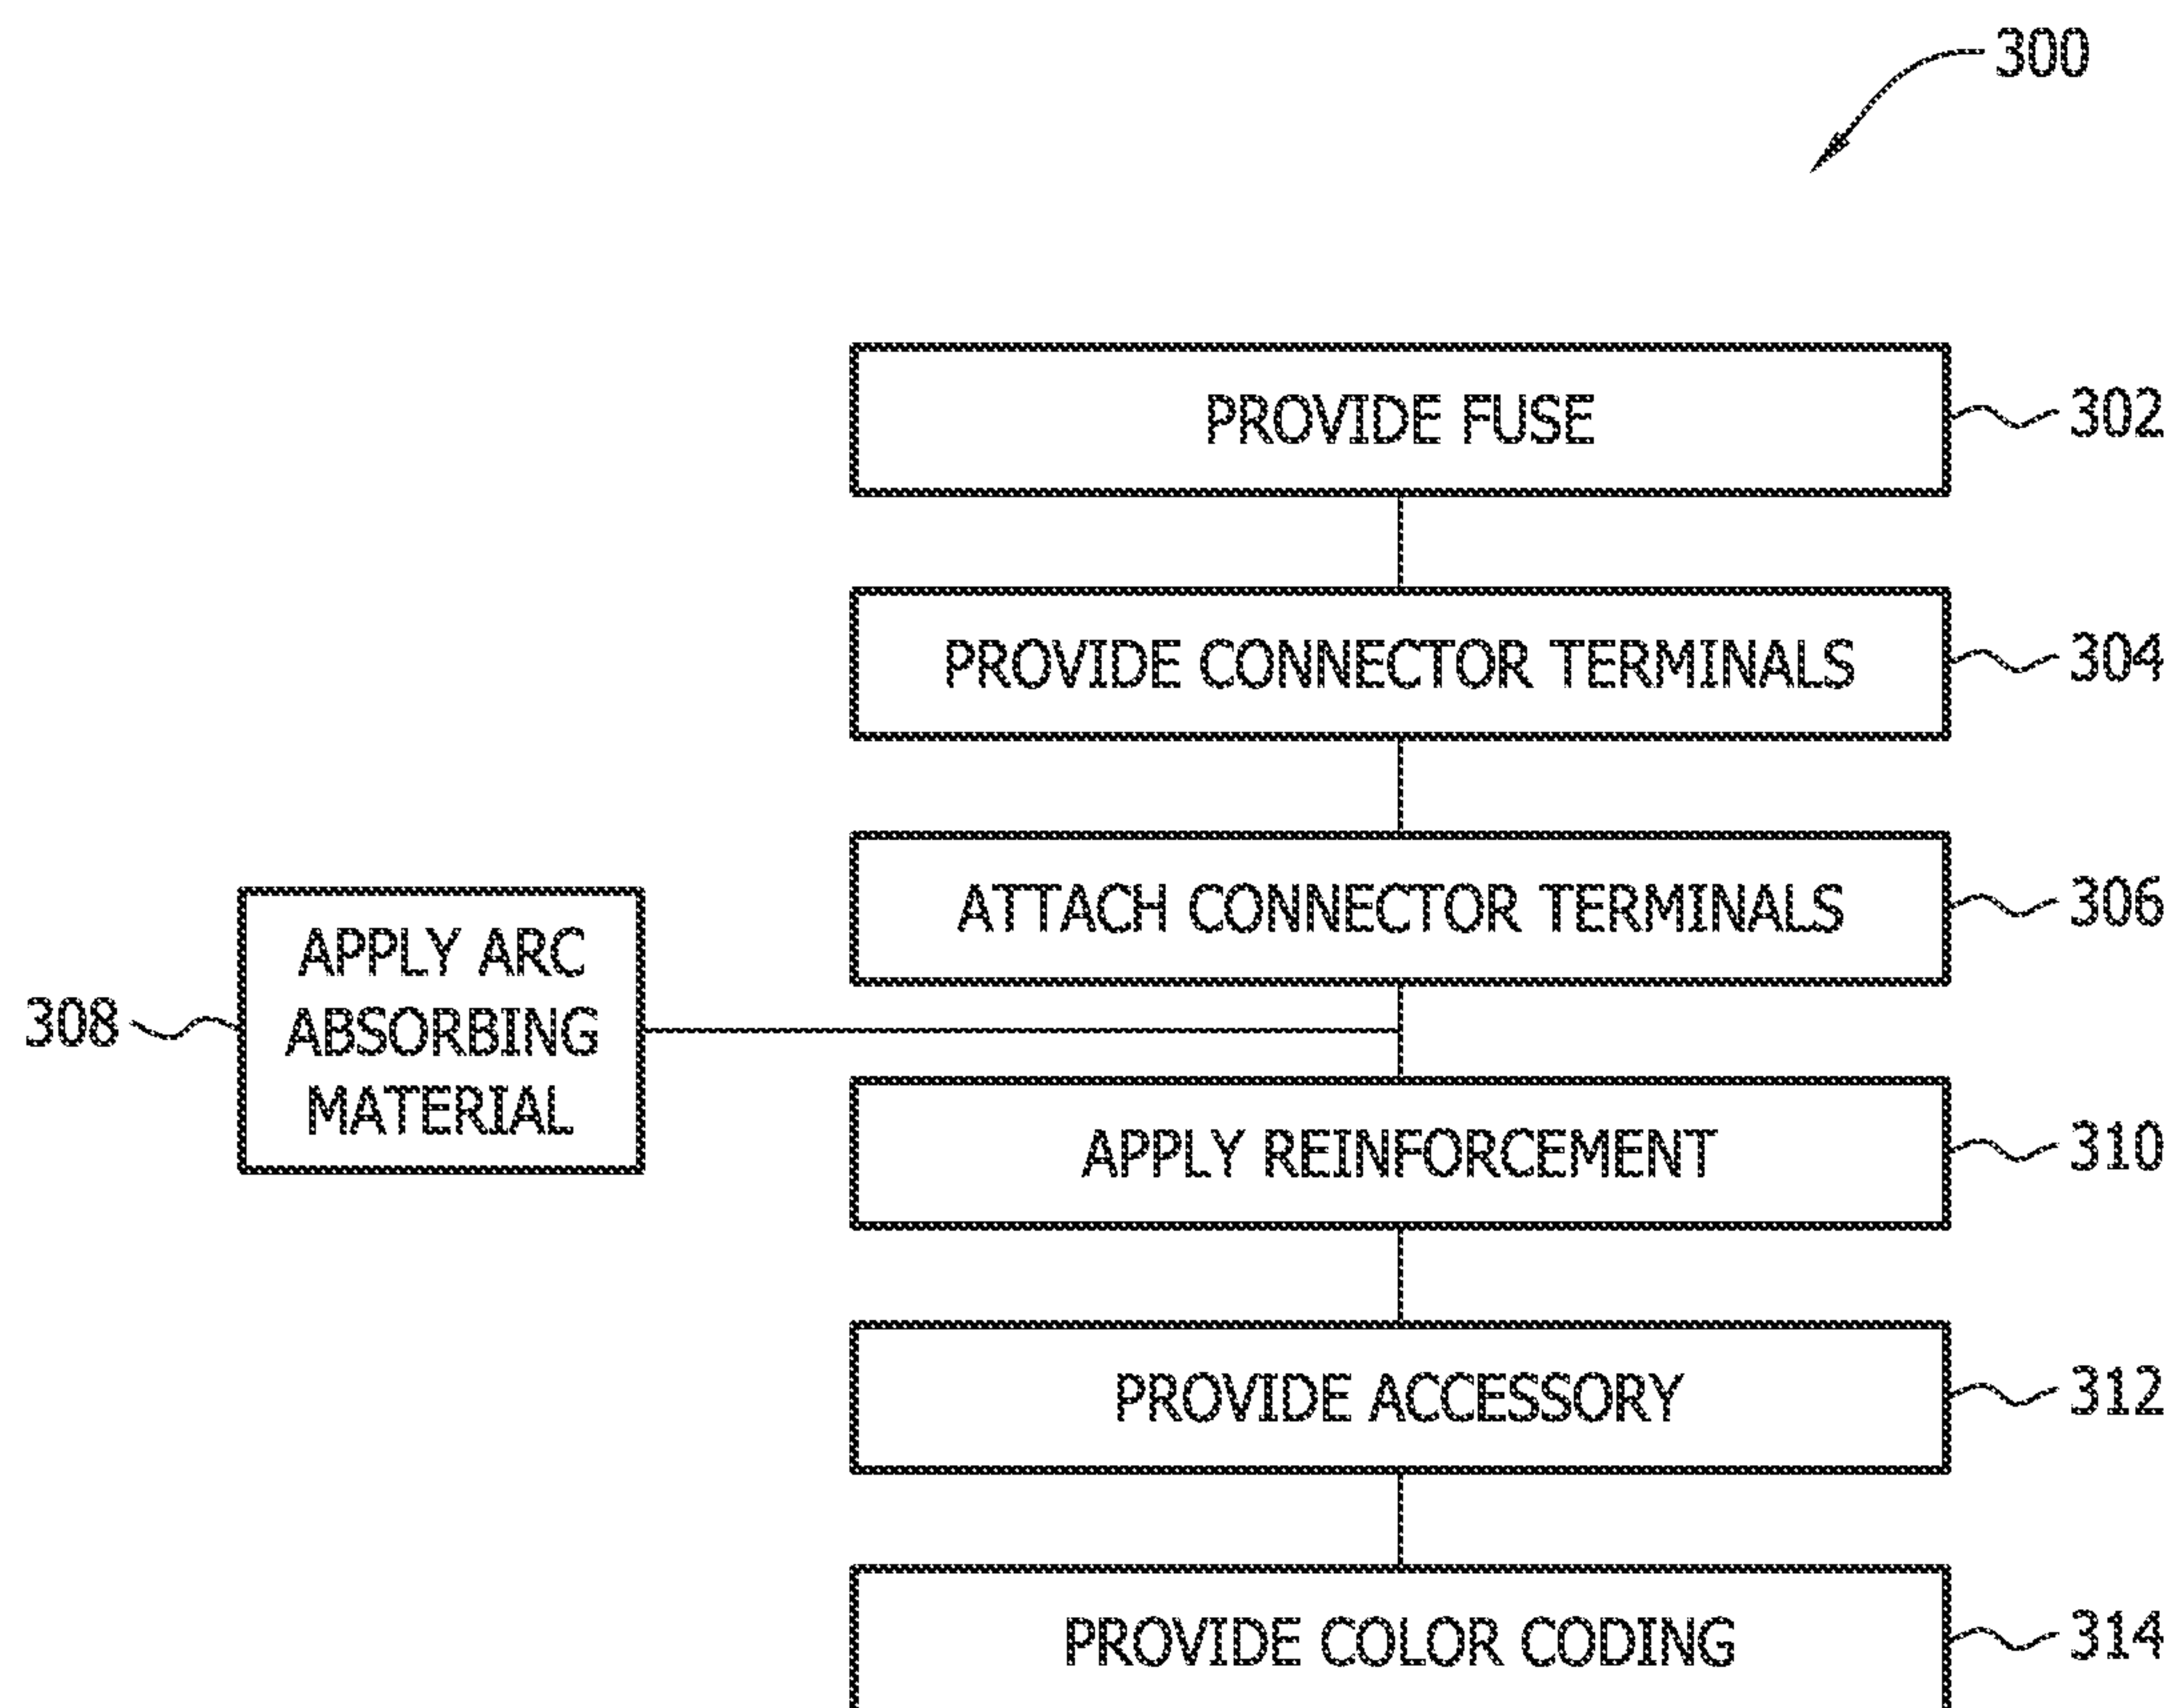 300
PROVIDE FUSE
302
PROVIDE CONNECTOR TERMINALS
304
ATTACH CONNECTOR TERMINALS
306
308
APPLY ARC
ABSORBING
MATERIAL
APPLY REINFORCEMENT
310
PROVIDE ACCESSORY
312
PROVIDE COLOR CODING
314